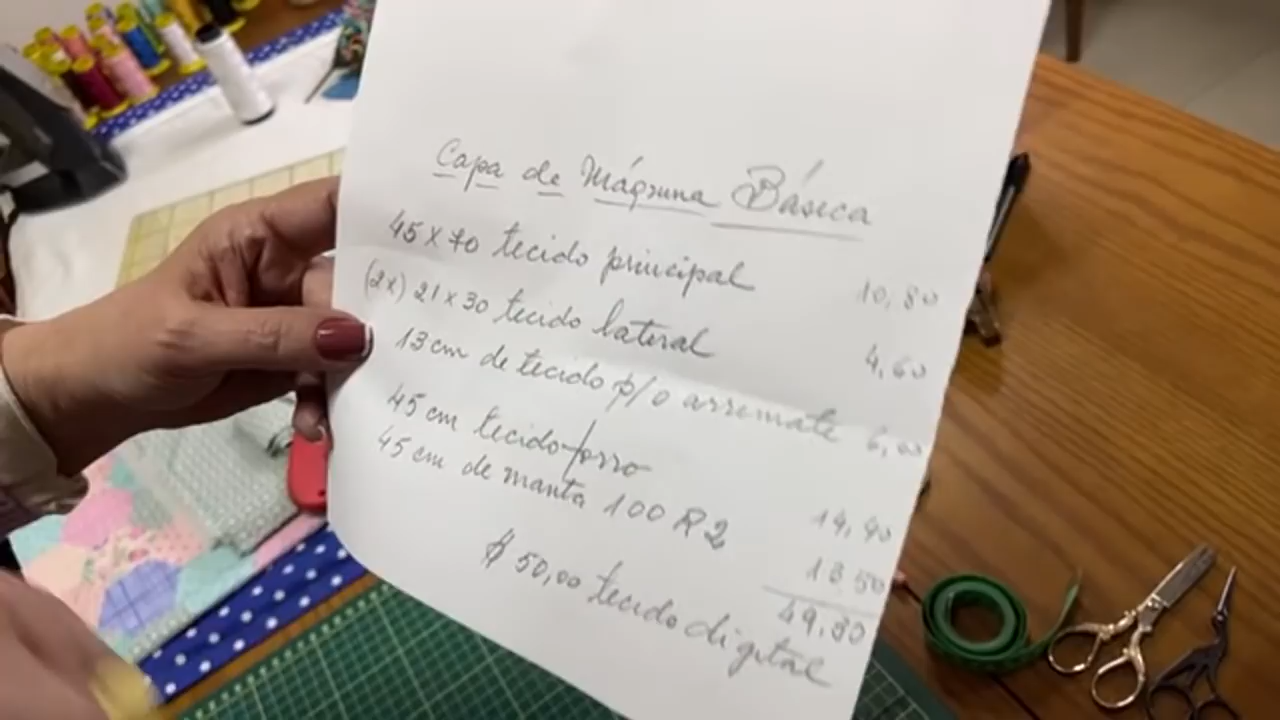 Capa de Máquina Básica
45 x 70 tecido principal 10,80
(2x) 21 x 30 tecido lateral 4,60
13 cm de tecido p/o arremate 6,00
45 cm tecido forro 14,90
45 cm de manta 100 R2 13 50
49,80
$ 50,00 tecido digital